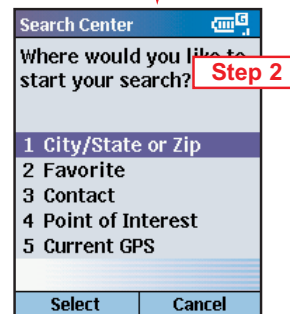 Search Center
Where would you like to
start your search?
Step 2
1 City/State or Zip
2 Favorite
3 Contact
4 Point of Interest
5 Current GPS
Select Cancel